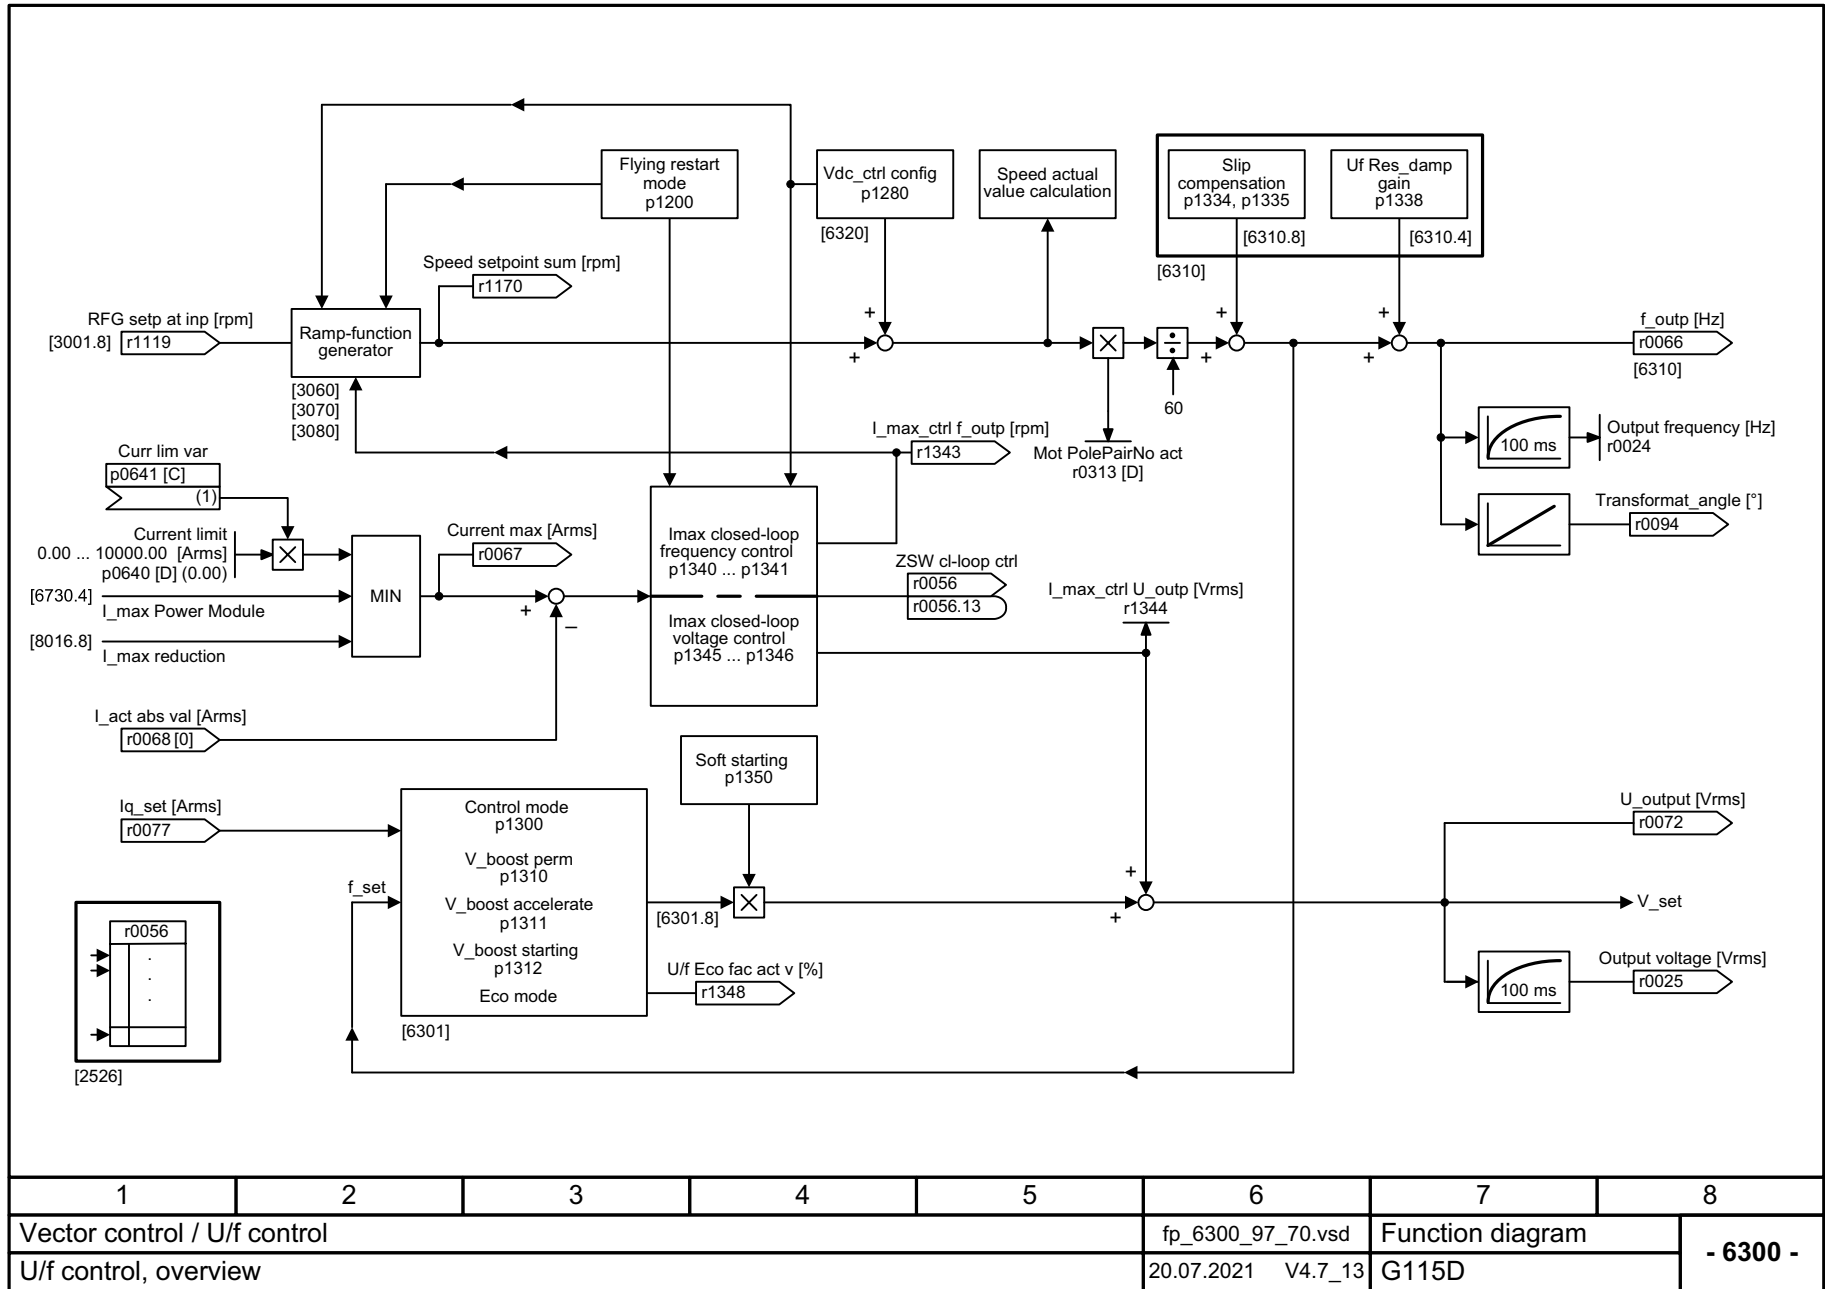 Flying restart
mode
p1200
Vdc_ctrl config
p1280
[6320]
Speed actual
value calculation
Slip
compensation
p1334, p1335
[6310.8]
Uf Res_damp
gain
p1338
[6310.4]
[6310]
Speed setpoint sum [rpm]
r1170
RFG setp at inp [rpm]
[3001.8] r1119
Ramp-function
generator
[3060]
[3070]
[3080]
+
+
60
+
+
+
+
f_outp [Hz]
r0066
[6310]
Mot PolePairNo act
r0313 [D]
100 ms
Output frequency [Hz]
r0024
Transformat_angle [°]
r0094
I_max_ctrl f_outp [rpm]
r1343
Curr lim var
p0641 [C]
(1)
Current limit
0.00 ... 10000.00 [Arms]
p0640 [D] (0.00)
[6730.4]
I_max Power Module
[8016.8]
I_max reduction
MIN
Current max [Arms]
r0067
+
–
Imax closed-loop
frequency control
p1340 ... p1341
Imax closed-loop
voltage control
p1345 ... p1346
ZSW cl-loop ctrl
r0056
r0056.13
I_max_ctrl U_outp [Vrms]
r1344
I_act abs val [Arms]
r0068 [0]
Soft starting
p1350
Iq_set [Arms]
r0077
f_set
Control mode
p1300
V_boost perm
p1310
V_boost accelerate
p1311
V_boost starting
p1312
Eco mode
[6301]
[6301.8]
U/f Eco fac act v [%]
r1348
+
+
U_output [Vrms]
r0072
V_set
100 ms
Output voltage [Vrms]
r0025
r0056
.
.
.
[2526]
1 2 3 4 5 6 7 8
Vector control / U/f control
fp_6300_97_70.vsd
Function diagram
- 6300 -
U/f control, overview
20.07.2021 V4.7_13
G115D